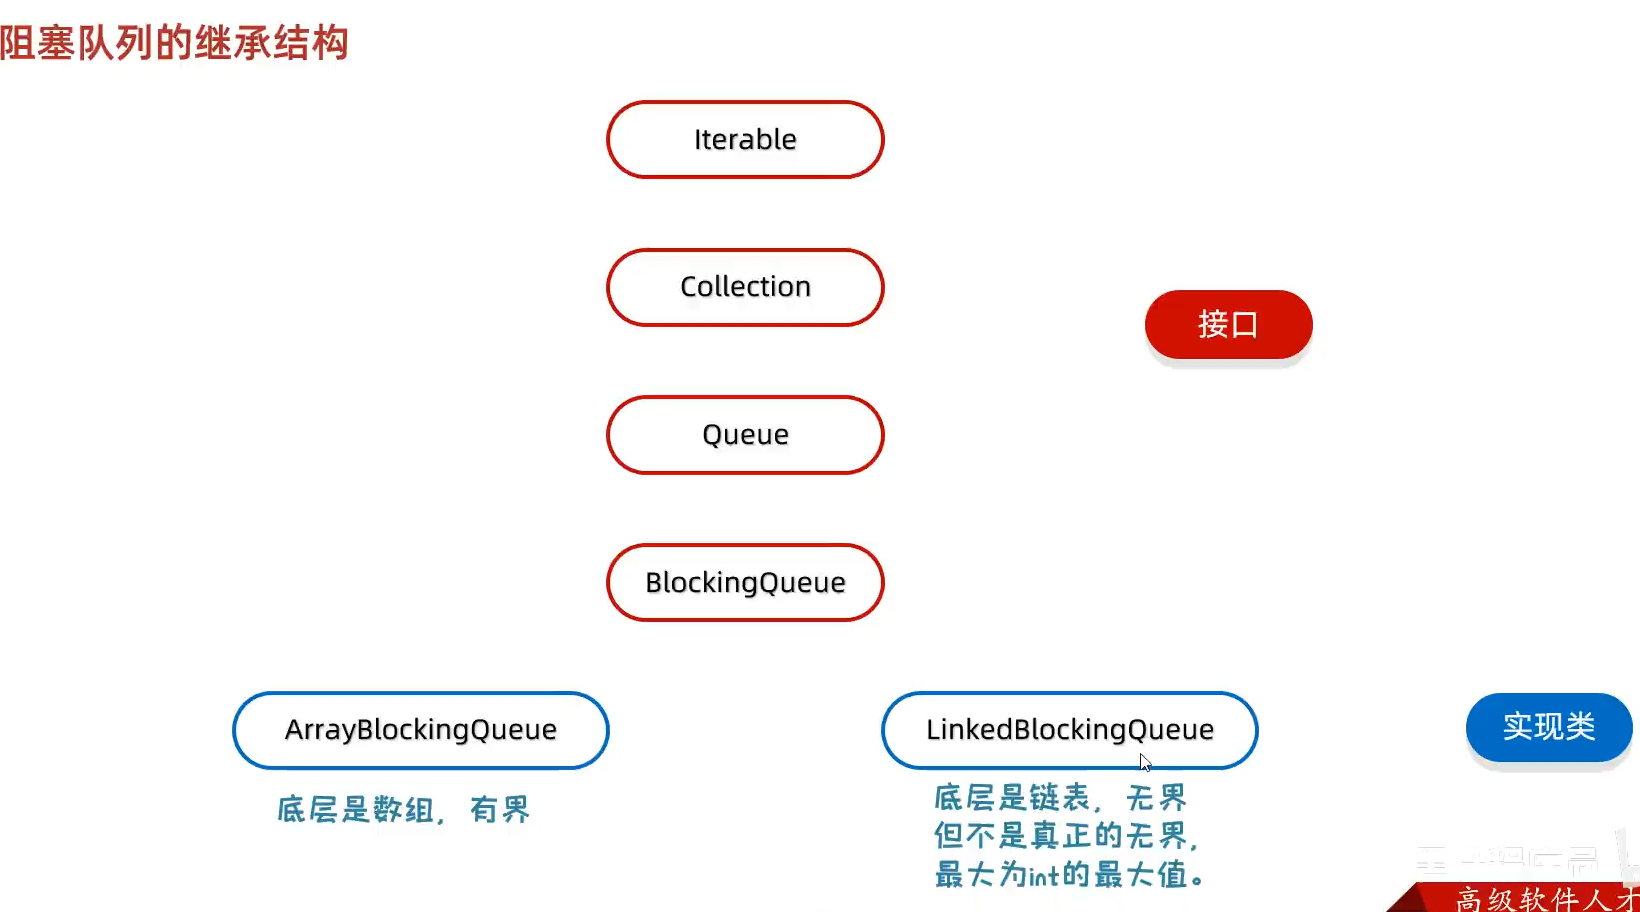 阻塞队列的继承结构
Iterable
Collection
接口
Queue
BlockingQueue
ArrayBlockingQueue
LinkedBlockingQueue
实现类
底层是数组，有界
底层是链表，无界
但不是真正的无界，
最大为int的最大值。
高级软件人才